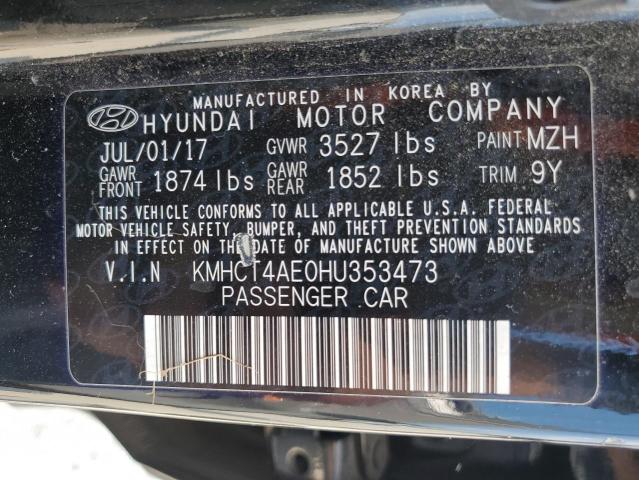 MANUFACTURED IN KOREA BY
HYUNDAI MOTOR COMPANY
JUL/01/17 GVWR 3527 lbs PAINT MZH
GAWR FRONT 1874 lbs GAWR REAR 1852 lbs TRIM 9Y
THIS VEHICLE CONFORMS TO ALL APPLICABLE U.S.A. FEDERAL
MOTOR VEHICLE SAFETY, BUMPER, AND THEFT PREVENTION STANDARDS
IN EFFECT ON THE DATE OF MANUFACTURE SHOWN ABOVE
V.I.N KMHCT4AE0HU353473
PASSENGER CAR